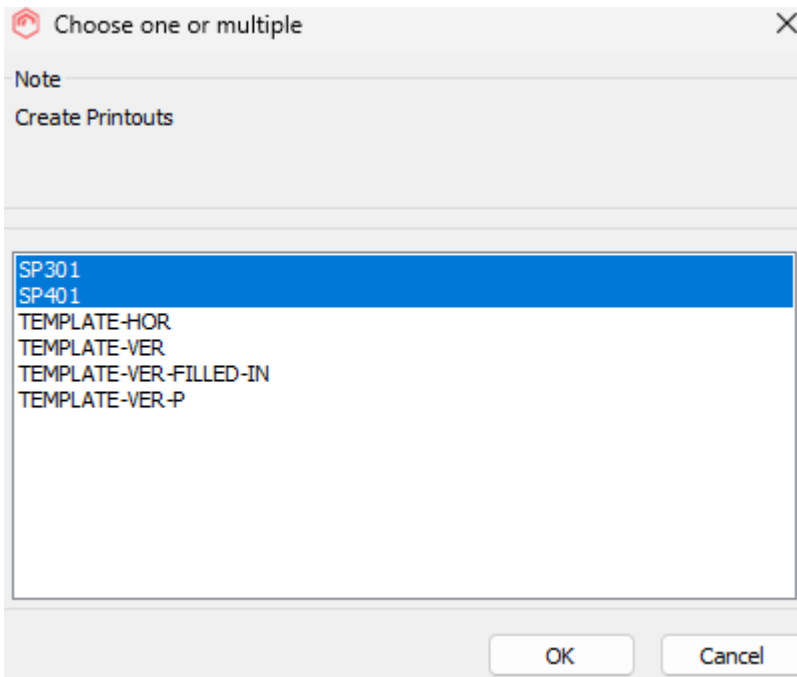 Choose one or multiple
Note
Create Printouts
SP301
SP401
TEMPLATE-HOR
TEMPLATE-VER
TEMPLATE-VER-FILLED-IN
TEMPLATE-VER-P
OK
Cancel